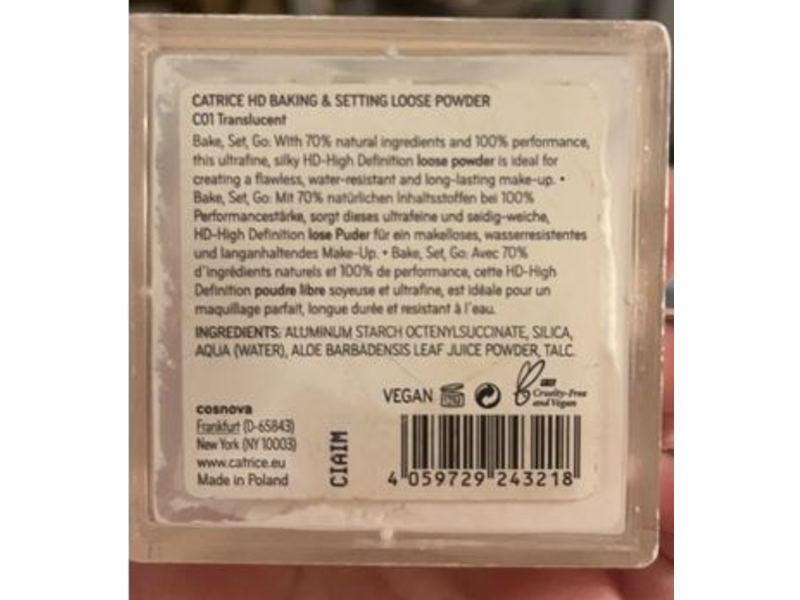 CATRICE HD BAKING & SETTING LOOSE POWDER
C01 Translucent
Bake, Set, Go: With 70% natural ingredients and 100% performance,
this ultrafine, silky HD-High Definition loose powder is ideal for
creating a flawless, water-resistant and long-lasting make-up. •
Bake, Set, Go: Mit 70% natürlichen Inhaltsstoffen bei 100%
Performancestärke, sorgt dieses ultrafeine und seidig-weiche,
HD-High Definition lose Puder für ein makelloses, wasserresistentes
und langanhaltendes Make-Up. • Bake, Set, Go: Avec 70%
d'ingrédients naturels et 100% de performance, cette HD-High
Definition poudre libre soyeuse et ultrafine, est idéale pour un
maquillage parfait, longue durée et resistant à l'eau.
INGREDIENTS: ALUMINUM STARCH OCTENYLSUCCINATE, SILICA,
AQUA (WATER), ALOE BARBADENSIS LEAF JUICE POWDER, TALC.
VEGAN
Cruelty-Free
and Vegan
cosnova
Frankfurt (D-65843)
New York (NY 10003)
www.catrice.eu
Made in Poland
C1A1M
4 059729 243218